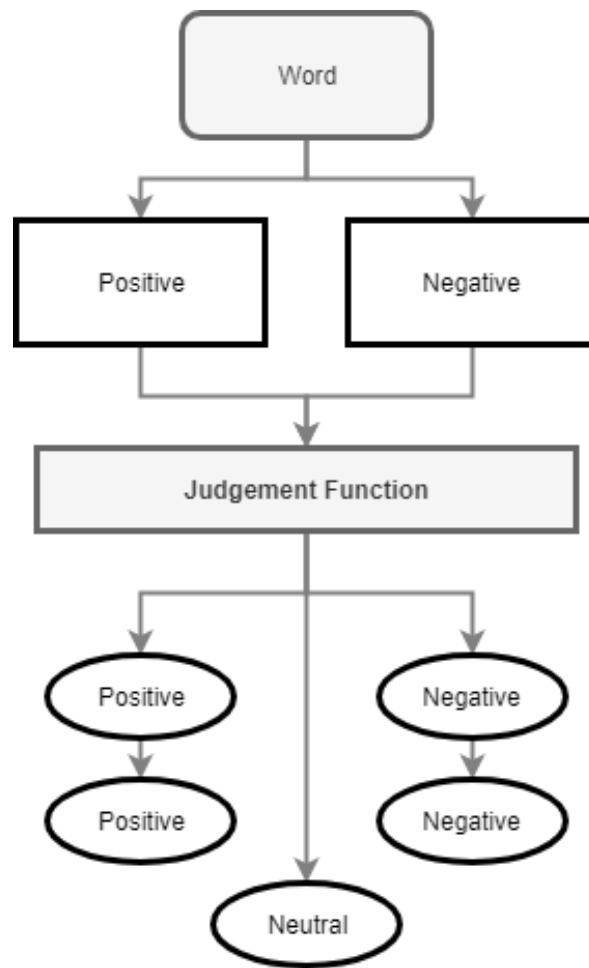 Word
Positive
Negative
Judgement Function
Positive
Negative
Positive
Negative
Neutral